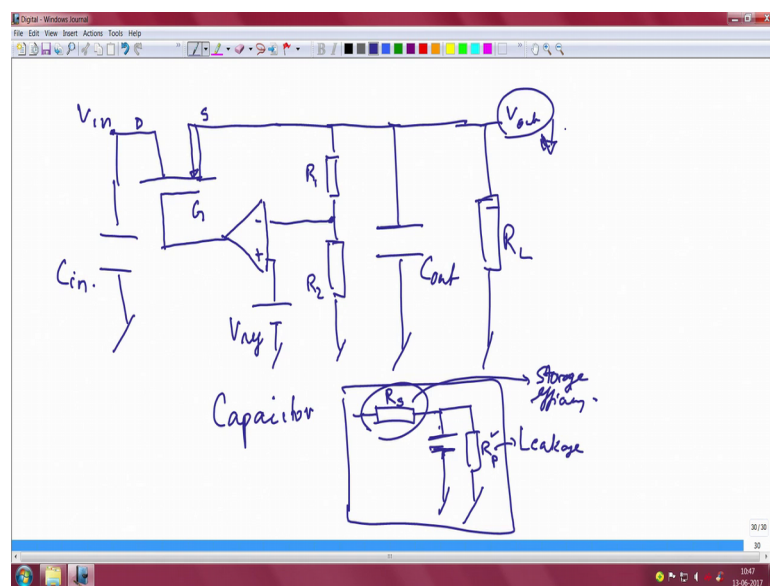 Digital - Windows Journal
File Edit View Insert Actions Tools Help
Vin D S Vout
R1
G
-
+
R2
Cin.
Cout
RL
Vref
Capacitor
Rs
Storage
RP
Leakage
30/30
30
10:47
13-06-2017